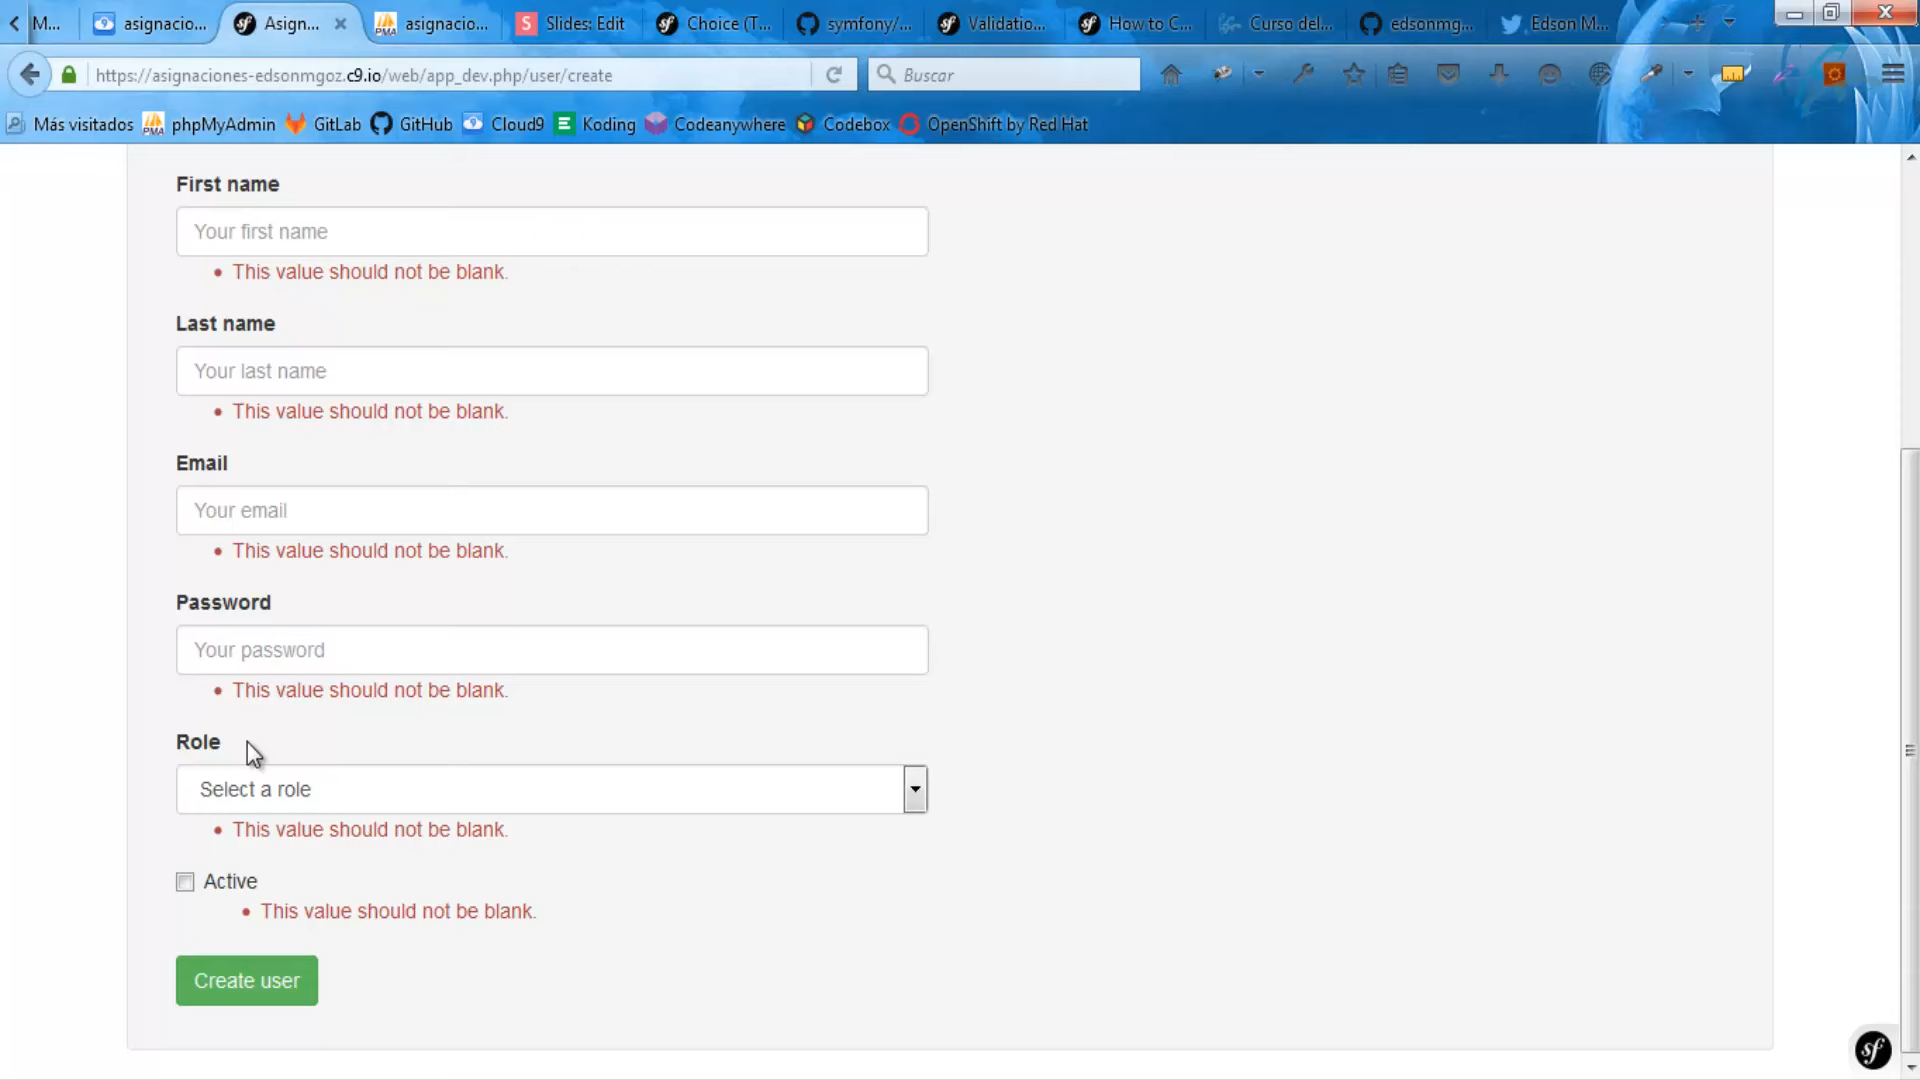 M...
asignacio...
Asign...
asignacio...
Slides: Edit
Choice (T...
symfony/...
Validatio...
How to C...
Curso del...
edsonmg...
Edson M...
https://asignaciones-edsonmgoz.c9.io/web/app_dev.php/user/create
Buscar
Más visitados
phpMyAdmin
GitLab
GitHub
Cloud9
Koding
Codeanywhere
Codebox
OpenShift by Red Hat
First name
Your first name
• This value should not be blank.
Last name
Your last name
• This value should not be blank.
Email
Your email
• This value should not be blank.
Password
Your password
• This value should not be blank.
Role
Select a role
• This value should not be blank.
Active
• This value should not be blank.
Create user
sf